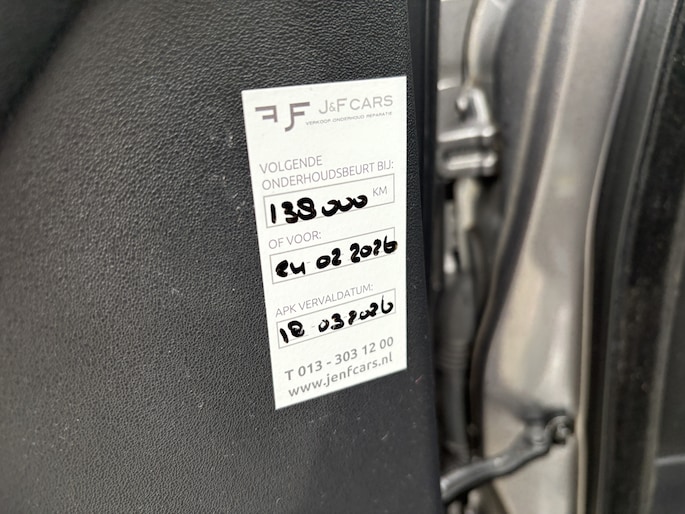 J&F CARS
VERKOOP ONDERHOUD REPARATIE
VOLGENDE
ONDERHOUDSBEURT BIJ:
138000 KM
OF VOOR:
24 02 2026
APK VERVALDATUM:
18 03 2026
T 013 - 303 12 00
www.jenfcars.nl